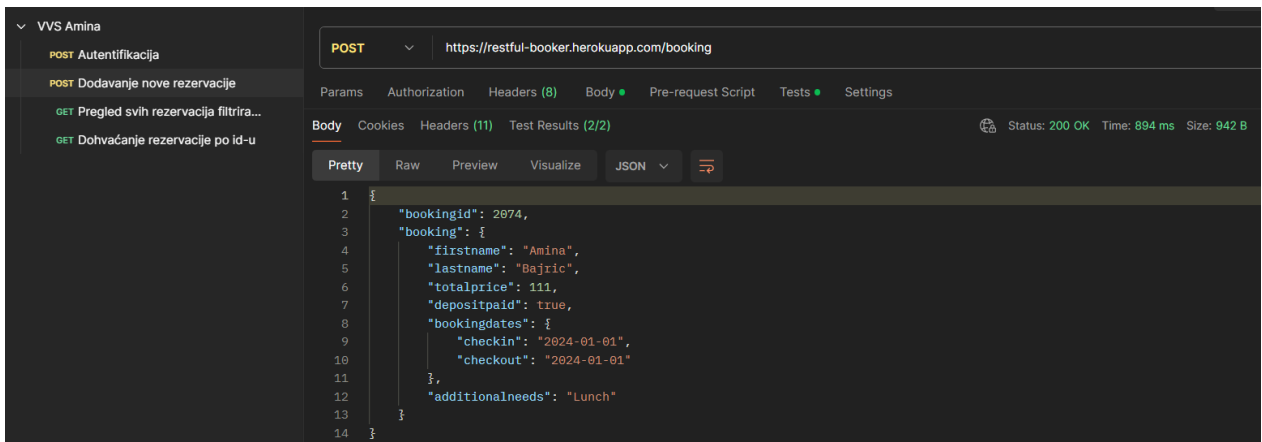 VVS Amina
POST Autentifikacija
POST Dodavanje nove rezervacije
GET Pregled svih rezervacija filtrira...
GET Dohvaćanje rezervacije po id-u
POST https://restful-booker.herokuapp.com/booking
Params Authorization Headers (8) Body Pre-request Script Tests Settings
Body Cookies Headers (11) Test Results (2/2) Status: 200 OK Time: 894 ms Size: 942 B
Pretty Raw Preview Visualize JSON
1 {
2 "bookingid": 2074,
3 "booking": {
4 "firstname": "Amina",
5 "lastname": "Bajric",
6 "totalprice": 111,
7 "depositpaid": true,
8 "bookingdates": {
9 "checkin": "2024-01-01",
10 "checkout": "2024-01-01"
11 },
12 "additionalneeds": "Lunch"
13 }
14 }